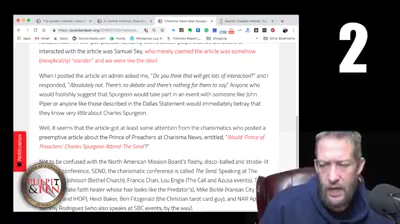 interacted with the article was Samuel Sey, who merely claimed the article was somehow
(inexplicably) "slander" and we were like the devil.
When I posted the article an admin asked me, "Do you think that will get lots of interaction?" and I
responded, "Absolutely not. There's no debate and there's nothing for them to say." Anyone who
would foolishly suggest that Spurgeon would take part in an event with someone like John
Piper or anyone like those described in the Dallas Statement would immediately betray that
they know very little about Charles Spurgeon.
Well, it seems that the article got at least some attention from the charismatics who posted a
preemptive article about the Prince of Preachers at Charisma News, entitled, "Would 'Prince of
Preachers' Charles Spurgeon Attend The Send?"
Not to be confused with the North American Mission Board's flashy, disco-balled and strobe-lit
conference, SEND, the charismatic conference is called The Send. Speaking at The
Johnson (Bethel Church), Francis Chan, Lou Engle (The Call and Azusa events), T
fake faith healer whose hair looks like the Predator's), Mike Bickle (Kansas City
and IHOP), Heidi Baker, Ben Fitzgerald (the Christian tarot card guy), and NAR Ap
Rodriguez (who also speaks at SBC events, by the way).
Notifications
PULPIT & PEN
2